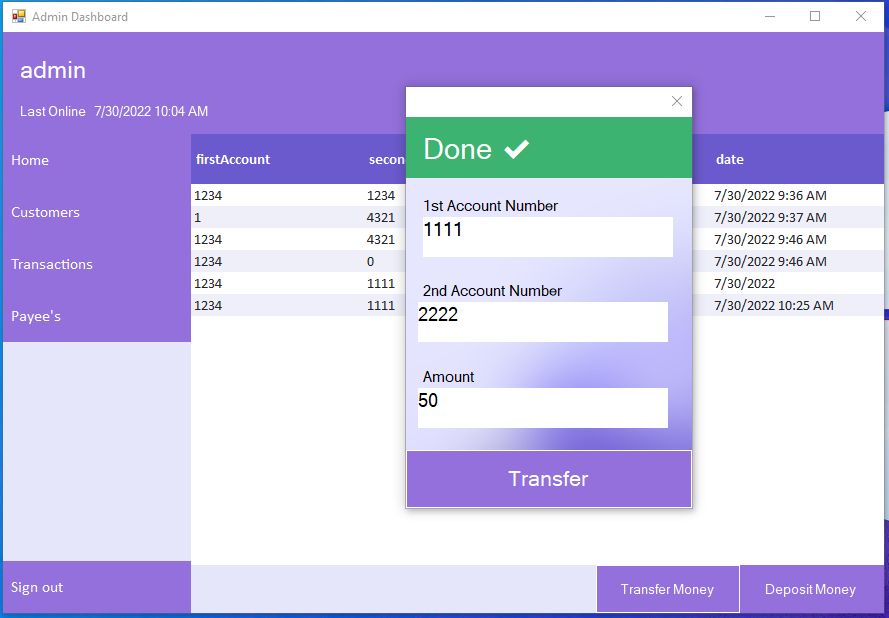 Admin Dashboard
admin
Last Online 7/30/2022 10:04 AM
Home
Customers
Transactions
Payee's
Sign out
firstAccount secon date
1234 1234 7/30/2022 9:36 AM
1 4321 7/30/2022 9:37 AM
1234 4321 7/30/2022 9:46 AM
1234 0 7/30/2022 9:46 AM
1234 1111 7/30/2022
1234 1111 7/30/2022 10:25 AM
Done
1st Account Number
1111
2nd Account Number
2222
Amount
50
Transfer
Transfer Money Deposit Money